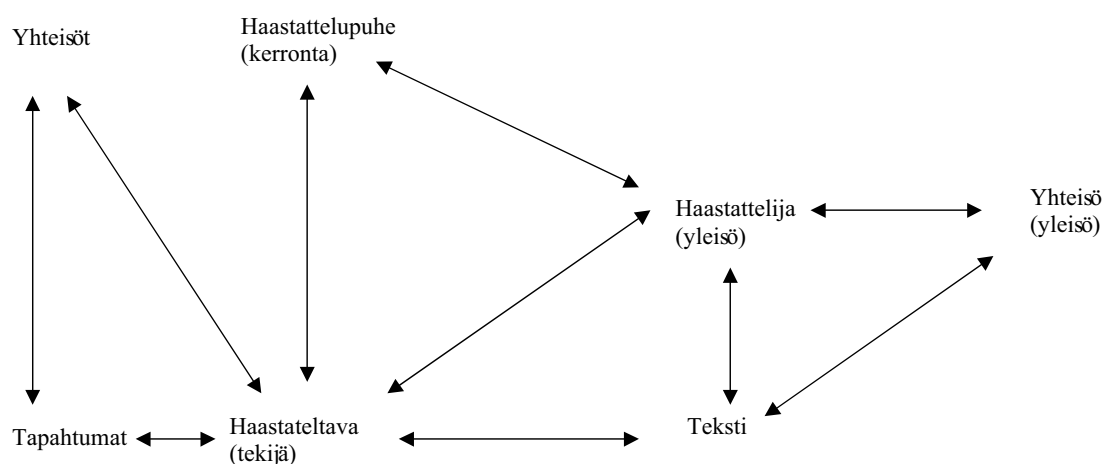 Yhteisöt
Haastattelupuhe
(kerronta)
Haastattelija
(yleisö)
Yhteisö
(yleisö)
Tapahtumat
Haastateltava
(tekijä)
Teksti